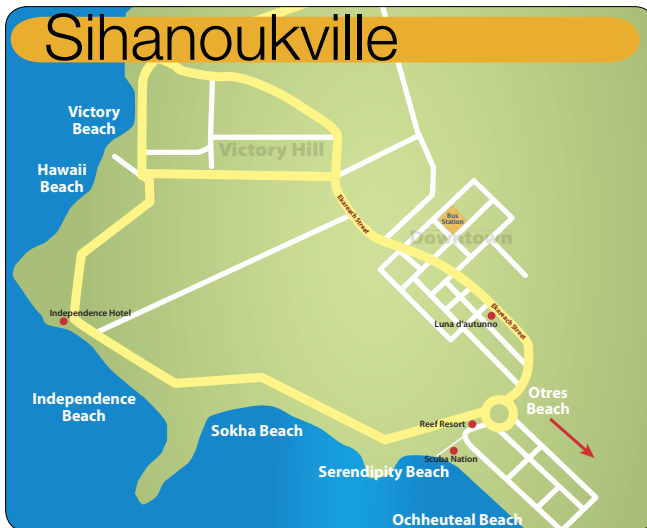 Sihanoukville
Victory
Beach
Victory Hill
Hawaii
Beach
Ekareach Street
Bus
Station
Downtown
Independence Hotel
Ekareach Street
Luna d'autunno
Independence
Beach
Otres
Beach
Reef Resort
Sokha Beach
Scuba Nation
Serendipity Beach
Ochheuteal Beach